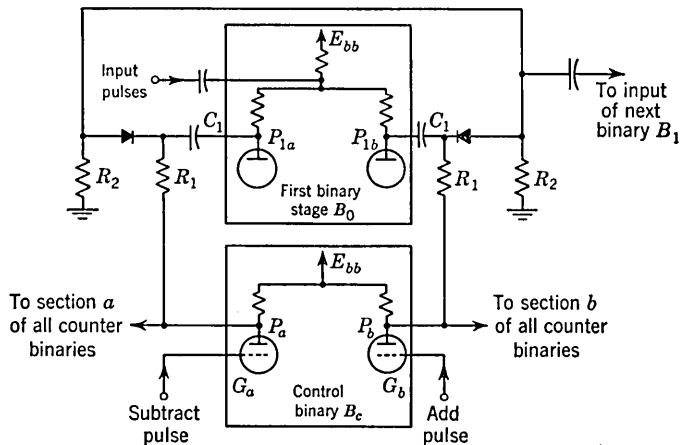 E_bb
Input
pulses
C_1
P_1a
P_1b
C_1
To input
of next
binary B_1
R_2
R_1
First binary
stage B_0
R_1
R_2
E_bb
To section a
of all counter
binaries
P_a
P_b
To section b
of all counter
binaries
G_a
Control
binary B_c
G_b
Subtract
pulse
Add
pulse